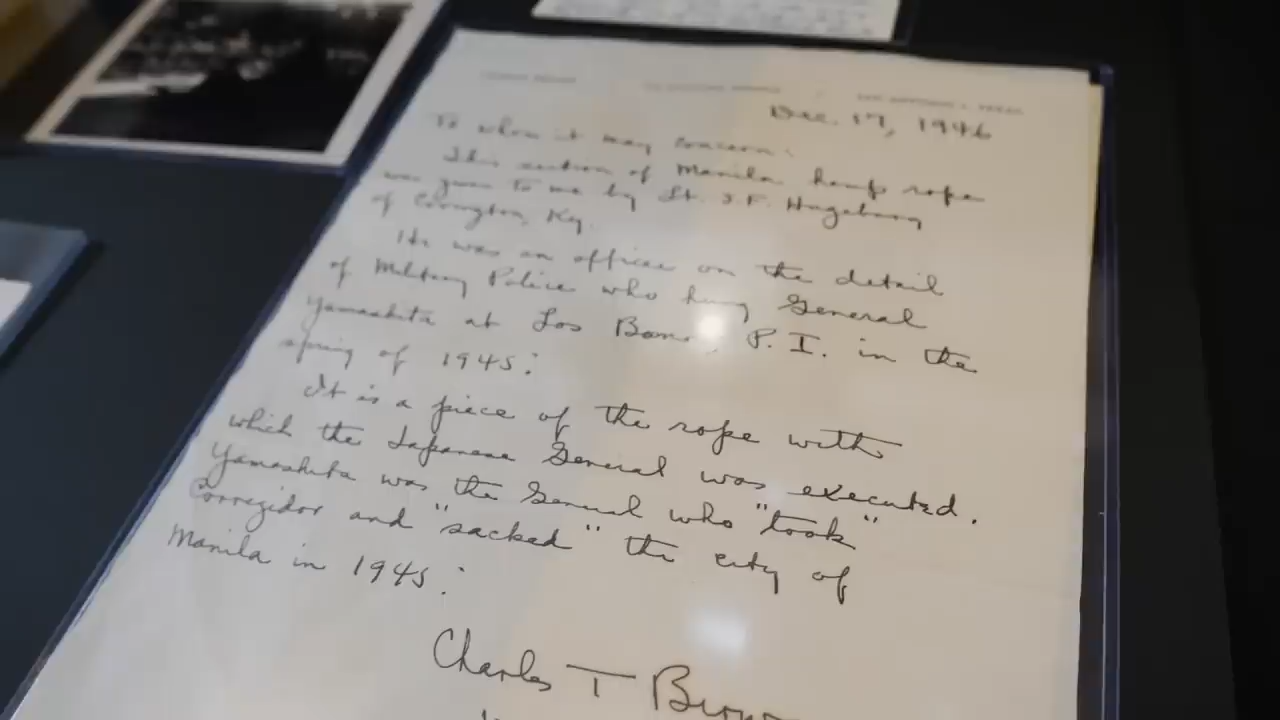 Dec. 17, 1946
To whom it may concern:
This section of Manila hemp rope
was given to me by Lt. J.F. Hugeburg
of Covington, Ky.
He was an officer on the detail
of Military Police who hung General
Yamashita at Los Banos, P.I. in the
spring of 1945:
It is a piece of the rope with
which the Japanese General was executed.
Yamashita was the General who "took"
Corregidor and "sacked" the city of
Manila in 1945:
Charles T Brown